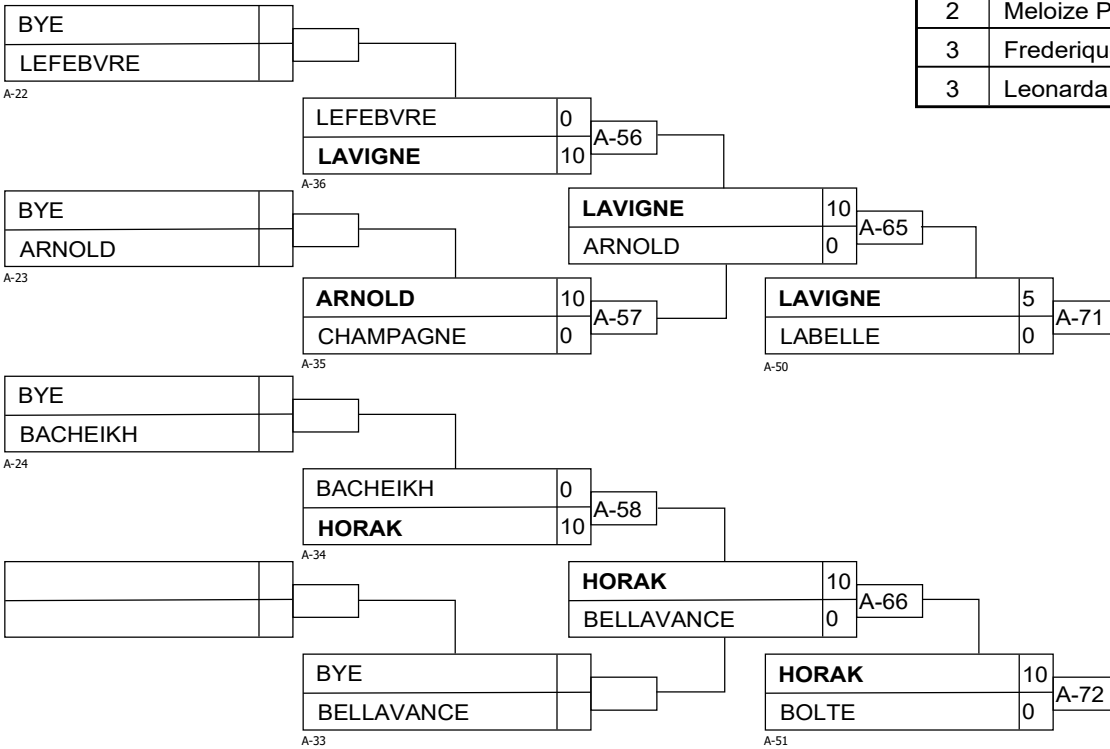 BYE
LEFEBVRE
A-22
LEFEBVRE 0
LAVIGNE 10
A-56
A-36
BYE
ARNOLD
A-23
ARNOLD 10
CHAMPAGNE 0
A-57
A-35
LAVIGNE 10
ARNOLD 0
A-65
LAVIGNE 5
LABELLE 0
A-71
A-50
BYE
BACHEIKH
A-24
BACHEIKH 0
HORAK 10
A-58
A-34
HORAK 10
BELLAVANCE 0
A-66
BYE
BELLAVANCE
A-33
HORAK 10
BOLTE 0
A-72
A-51
2 Meloize P
3 Frederiqu
3 Leonarda